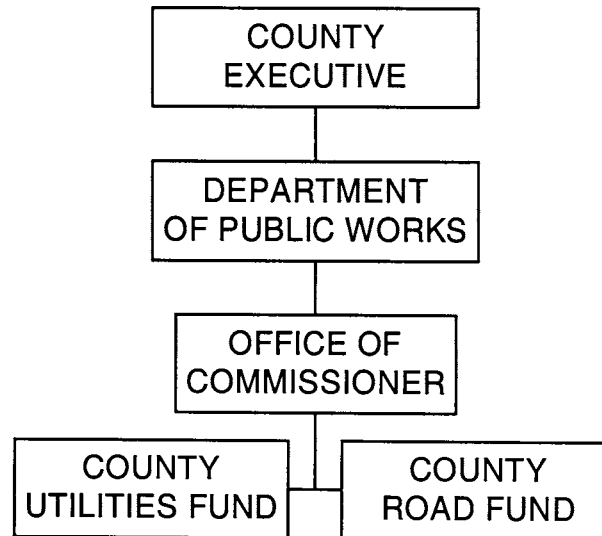 COUNTY
EXECUTIVE
DEPARTMENT
OF PUBLIC WORKS
OFFICE OF
COMMISSIONER
COUNTY
UTILITIES FUND
COUNTY
ROAD FUND